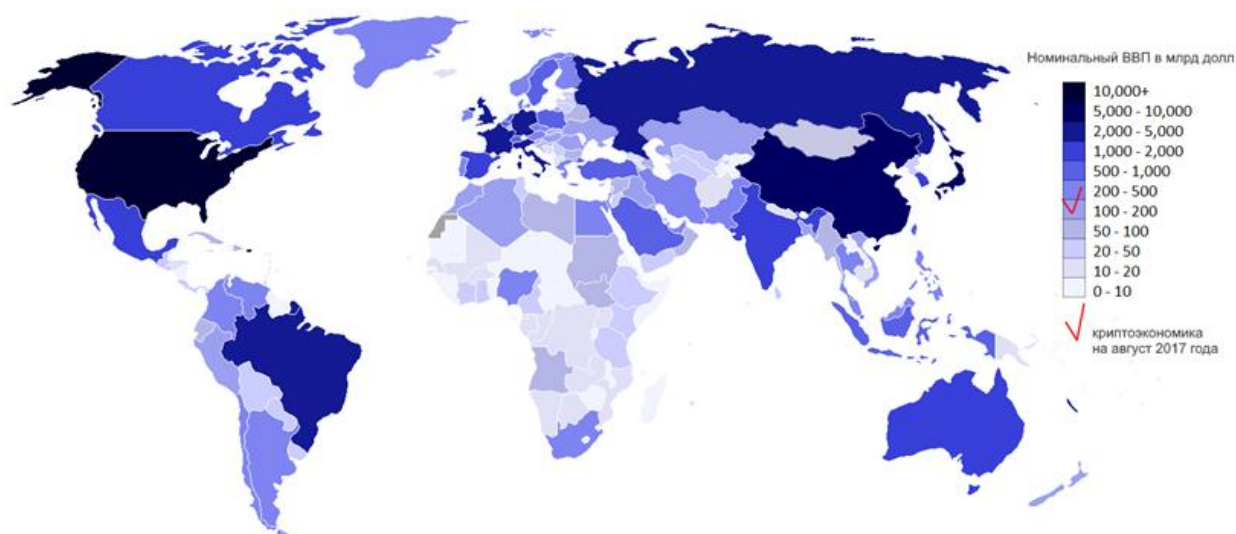 Номинальный ВВП в млрд долл
10,000+
5,000 - 10,000
2,000 - 5,000
1,000 - 2,000
500 - 1,000
200 - 500
100 - 200
50 - 100
20 - 50
10 - 20
0 - 10
криптоэкономика
на август 2017 года